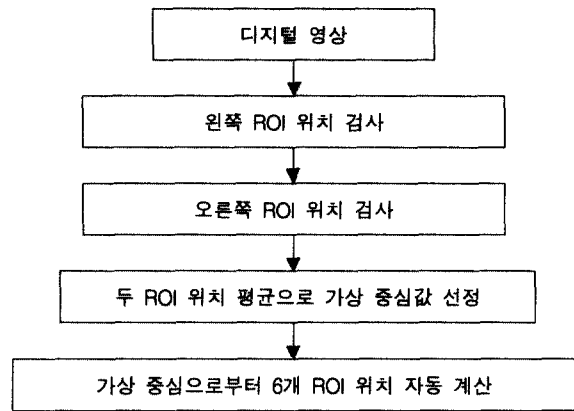 디지털 영상
왼쪽 ROI 위치 검사
오른쪽 ROI 위치 검사
두 ROI 위치 평균으로 가상 중심값 선정
가상 중심으로부터 6개 ROI 위치 자동 계산